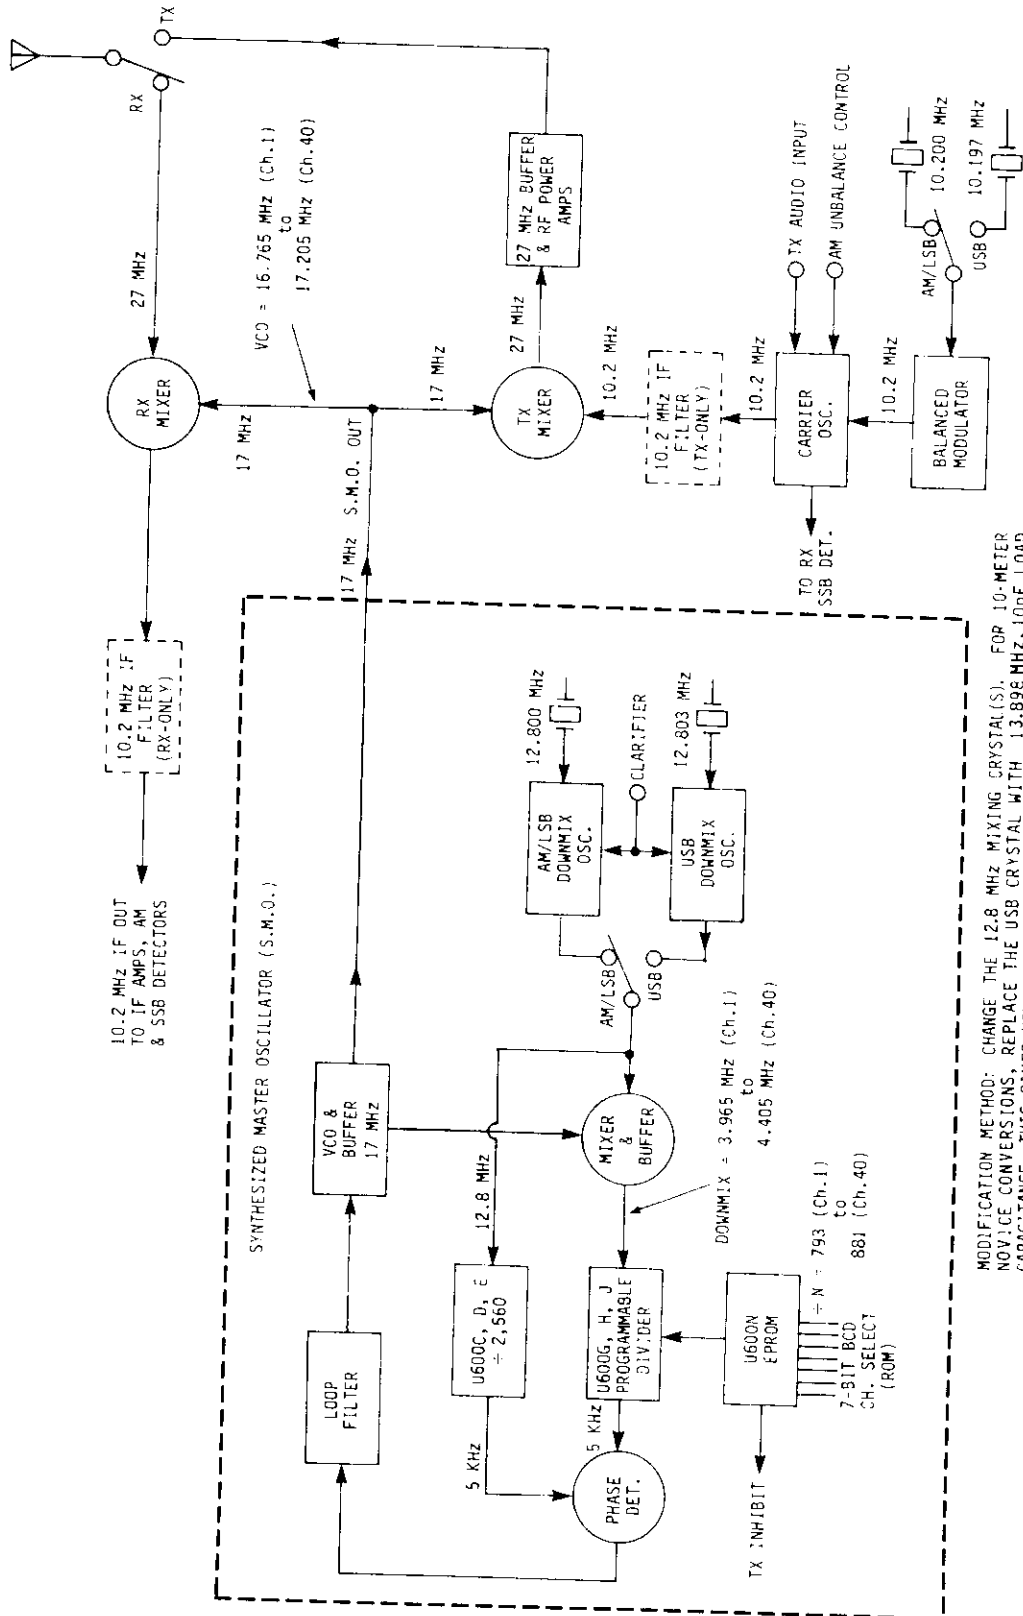 SYNTHESIZED MASTER OSCILLATOR (S.M.O.)
LOOP
FILTER
VCO &
BUFFER
17 MHz
17 MHz S.M.O. OUT
10.2 MHz IF OUT
TO IF AMPS, AM
& SSB DETECTORS
10.2 MHz IF
FILTER
(RX-ONLY)
RX
MIXER
27 MHz
RX
TX
17 MHz
VCO = 16.765 MHz (Ch.1)
to
17.205 MHz (Ch.40)
17 MHz
TX
MIXER
27 MHz
27 MHz BUFFER
& RF POWER
AMPS
10.2 MHz
10.2 MHz IF
FILTER
(TX-ONLY)
10.2 MHz
CARRIER
OSC.
TX AUDIO INPUT
AM UNBALANCE CONTROL
TO RX
SSB DET.
10.2 MHz
BALANCED
MODULATOR
AM/LSB
USB
10.200 MHz
10.197 MHz
5 KHz
U600C, D, E
÷ 2,560
12.8 MHz
AM/LSB
USB
AM/LSB
DOWNMIX
OSC.
12.800 MHz
CLARIFIER
USB
DOWNMIX
OSC.
12.803 MHz
PHASE
DET.
5 KHz
U600G, H, J
PROGRAMMABLE
DIVIDER
MIXER
&
BUFFER
DOWNMIX = 3.965 MHz (Ch.1)
to
4.405 MHz (Ch.40)
TX INHIBIT
U600N
EPROM
÷ N = 793 (Ch.1)
to
881 (Ch.40)
7-BIT BCD
CH. SELECT
(ROM)
MODIFICATION METHOD: CHANGE THE 12.8 MHz MIXING CRYSTAL(S). FOR 10-METER
NOVICE CONVERSIONS, REPLACE THE USB CRYSTAL WITH 13.898 MHz, 10pF LOAD